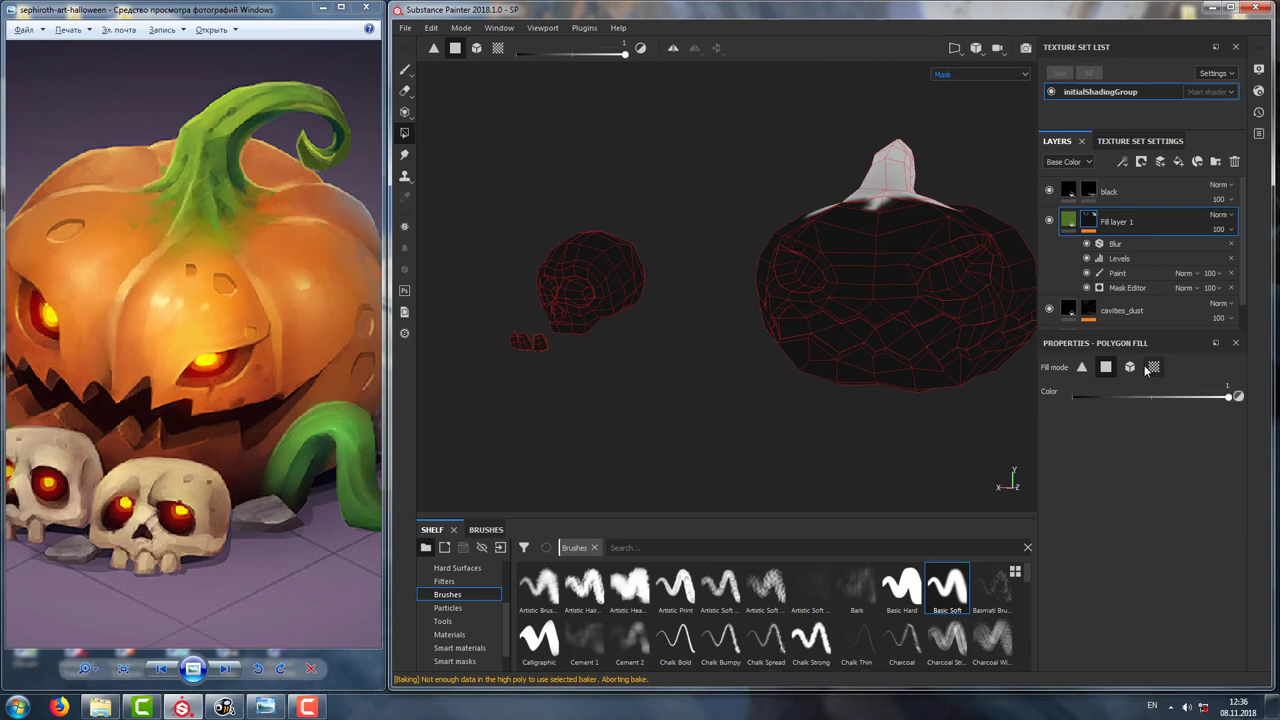 sephiroth-art-halloween - Средство просмотра фотографий Windows
Файл
Печать
Эл. почта
Запись
Открыть
Substance Painter 2018.1.0 - SP
File
Edit
Mode
Window
Viewport
Plugins
Help
1
Mask
TEXTURE SET LIST
Solo
All
Settings
initialShadingGroup
Main shader
LAYERS
TEXTURE SET SETTINGS
Base Color
black
Norm
100
Fill layer 1
Norm
100
Blur
Levels
Paint
Norm
100
Mask Editor
Norm
100
cavities_dust
Norm
100
PROPERTIES - POLYGON FILL
Fill mode
Color
1
Y
X
Z
SHELF
BRUSHES
Brushes
Search...
Hard Surfaces
Filters
Brushes
Particles
Tools
Materials
Smart materials
Smart masks
Artistic Brus...
Artistic Hair...
Artistic Hea...
Artistic Print
Artistic Soft ...
Artistic Soft ...
Artistic Soft ...
Bark
Basic Hard
Basic Soft
Basmati Bru...
Calligraphic
Cement 1
Cement 2
Chalk Bold
Chalk Bumpy
Chalk Spread
Chalk Strong
Chalk Thin
Charcoal
Charcoal Str...
Charcoal Wi...
[Baking] Not enough data in the high poly to use selected baker. Aborting bake.
EN
12:36
08.11.2018